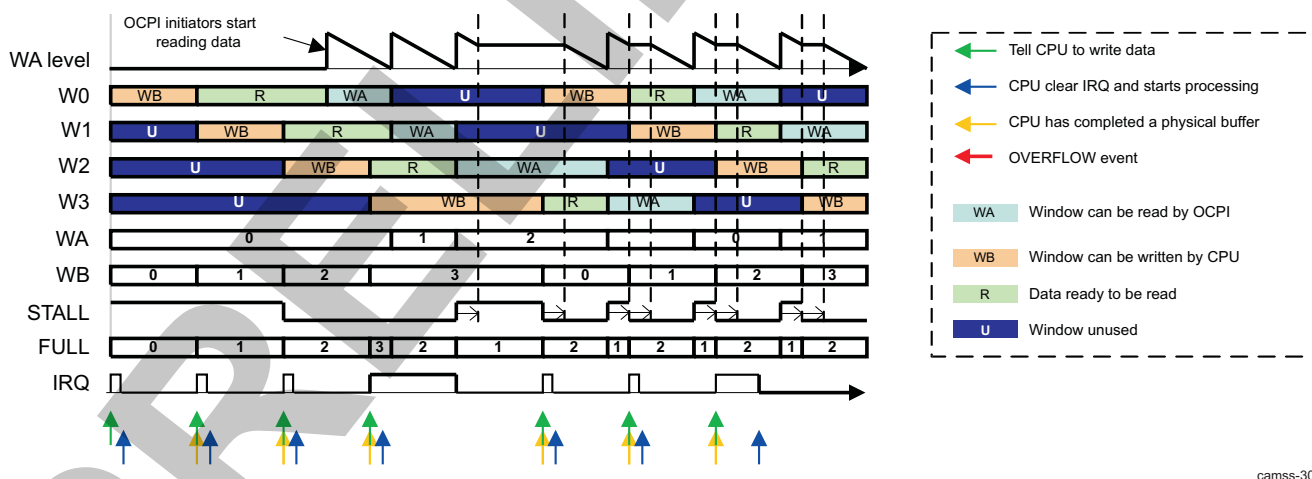 OCPI initiators start
reading data
WA level
W0 WB R WA U WB R WA U
W1 U WB R WA U WB R WA
W2 U WB R WA U WB R
W3 U WB R WA U WB
WA 0 1 2 0 1
WB 0 1 2 3 0 1 2 3
STALL
FULL 0 1 2 3 2 1 2 1 2 1 2 1 2
IRQ
Tell CPU to write data
CPU clear IRQ and starts processing
CPU has completed a physical buffer
OVERFLOW event
WA Window can be read by OCPI
WB Window can be written by CPU
R Data ready to be read
U Window unused
camss-30